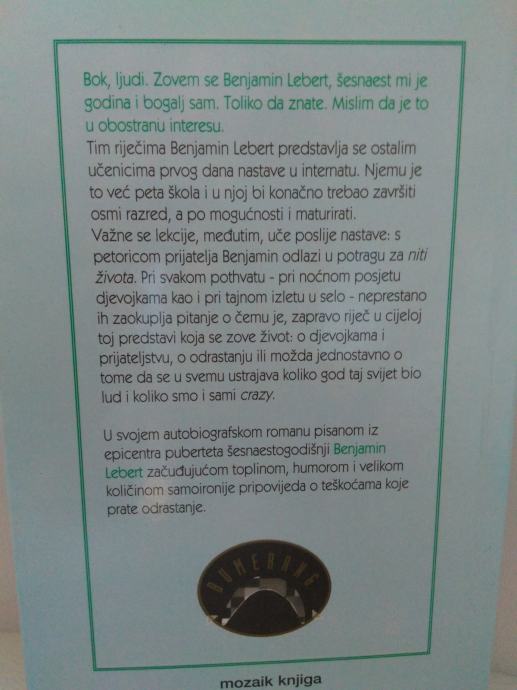 Bok, ljudi. Zovem se Benjamin Lebert, šesnaest mi je
godina i bogalj sam. Toliko da znate. Mislim da je to
u obostranu interesu.
Tim riječima Benjamin Lebert predstavlja se ostalim
učenicima prvog dana nastave u internatu. Njemu je
to već peta škola i u njoj bi konačno trebao završiti
osmi razred, a po mogućnosti i maturirati.
Važne se lekcije, međutim, uče poslije nastave: s
petoricom prijatelja Benjamin odlazi u potragu za niti
života. Pri svakom pothvatu - pri noćnom posjetu
djevojkama kao i pri tajnom izletu u selo - neprestano
ih zaokuplja pitanje o čemu je, zapravo riječ u cijeloj
toj predstavi koja se zove život: o djevojkama i
prijateljstvu, o odrastanju ili možda jednostavno o
tome da se u svemu ustrajava koliko god taj svijet bio
lud i koliko smo i sami crazy.
U svojem autobiografskom romanu pisanom iz
epicentra puberteta šesnaestogodišnji Benjamin
Lebert začuđujućom toplinom, humorom i velikom
količinom samoironije pripovijeda o teškoćama koje
prate odrastanje.
BUMERANG
mozaik knjiga